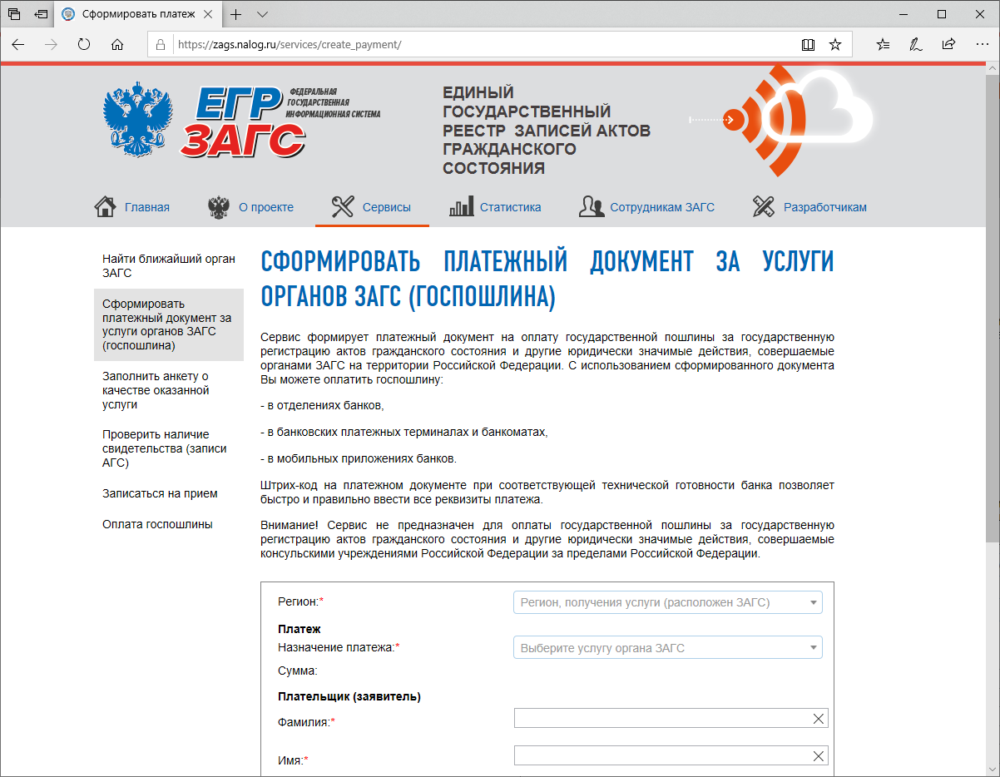 Сформировать платеж
https://zags.nalog.ru/services/create_payment/
ЕГР
ЗАГС
ФЕДЕРАЛЬНАЯ
ГОСУДАРСТВЕННАЯ
ИНФОРМАЦИОННАЯ СИСТЕМА
ЕДИНЫЙ
ГОСУДАРСТВЕННЫЙ
РЕЕСТР ЗАПИСЕЙ АКТОВ
ГРАЖДАНСКОГО
СОСТОЯНИЯ
Главная
О проекте
Сервисы
Статистика
Сотрудникам ЗАГС
Разработчикам
Найти ближайший орган
ЗАГС
Сформировать
платежный документ за
услуги органов ЗАГС
(госпошлина)
Заполнить анкету о
качестве оказанной
услуги
Проверить наличие
свидетельства (записи
АГС)
Записаться на прием
Оплата госпошлины
СФОРМИРОВАТЬ ПЛАТЕЖНЫЙ ДОКУМЕНТ ЗА УСЛУГИ
ОРГАНОВ ЗАГС (ГОСПОШЛИНА)
Сервис формирует платежный документ на оплату государственной пошлины за государственную
регистрацию актов гражданского состояния и другие юридически значимые действия, совершаемые
органами ЗАГС на территории Российской Федерации. С использованием сформированного документа
Вы можете оплатить госпошлину:
- в отделениях банков,
- в банковских платежных терминалах и банкоматах,
- в мобильных приложениях банков.
Штрих-код на платежном документе при соответствующей технической готовности банка позволяет
быстро и правильно ввести все реквизиты платежа.
Внимание! Сервис не предназначен для оплаты государственной пошлины за государственную
регистрацию актов гражданского состояния и другие юридически значимые действия, совершаемые
консульскими учреждениями Российской Федерации за пределами Российской Федерации.
Регион:*
Регион, получения услуги (расположен ЗАГС)
Платеж
Назначение платежа:*
Выберите услугу органа ЗАГС
Сумма:
Плательщик (заявитель)
Фамилия:*
Имя:*